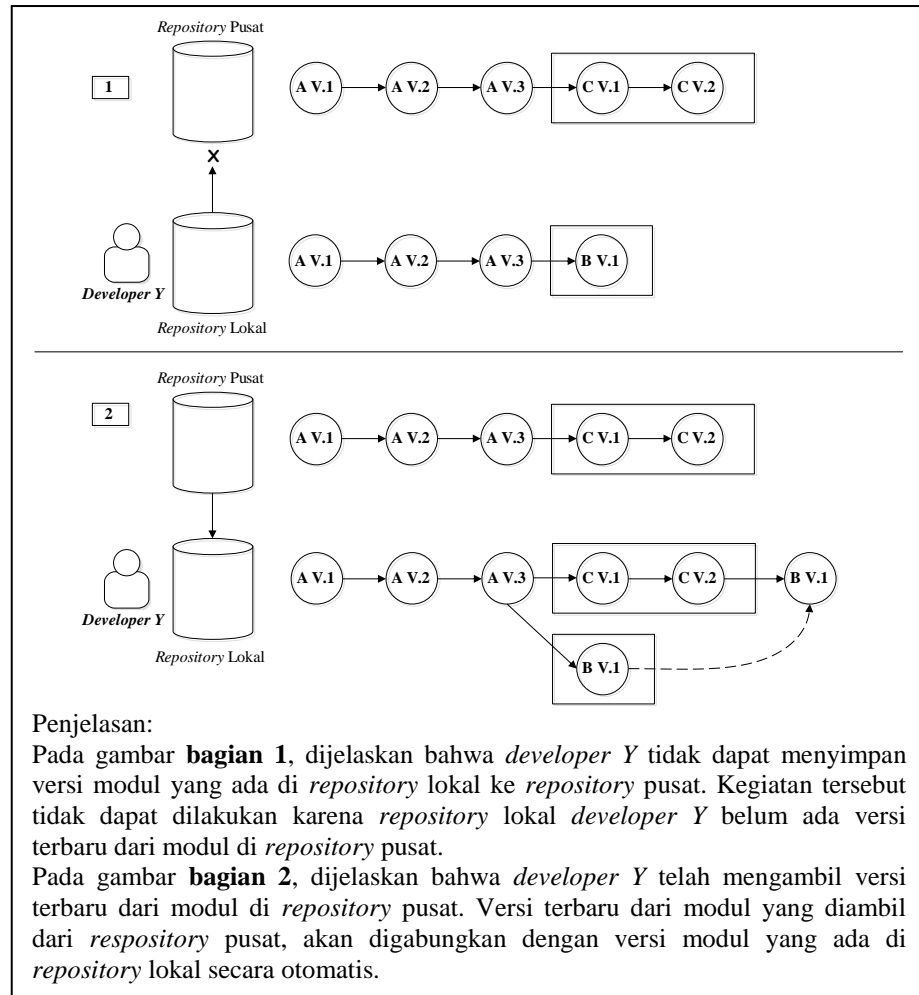 Repository Pusat
1
A V.1 A V.2 A V.3 C V.1 C V.2
X
A V.1 A V.2 A V.3 B V.1
Developer Y
Repository Lokal
Repository Pusat
2
A V.1 A V.2 A V.3 C V.1 C V.2
A V.1 A V.2 A V.3 C V.1 C V.2 B V.1
Developer Y
Repository Lokal
B V.1
Penjelasan:
Pada gambar bagian 1, dijelaskan bahwa developer Y tidak dapat menyimpan
versi modul yang ada di repository lokal ke repository pusat. Kegiatan tersebut
tidak dapat dilakukan karena repository lokal developer Y belum ada versi
terbaru dari modul di repository pusat.
Pada gambar bagian 2, dijelaskan bahwa developer Y telah mengambil versi
terbaru dari modul di repository pusat. Versi terbaru dari modul yang diambil
dari respository pusat, akan digabungkan dengan versi modul yang ada di
repository lokal secara otomatis.